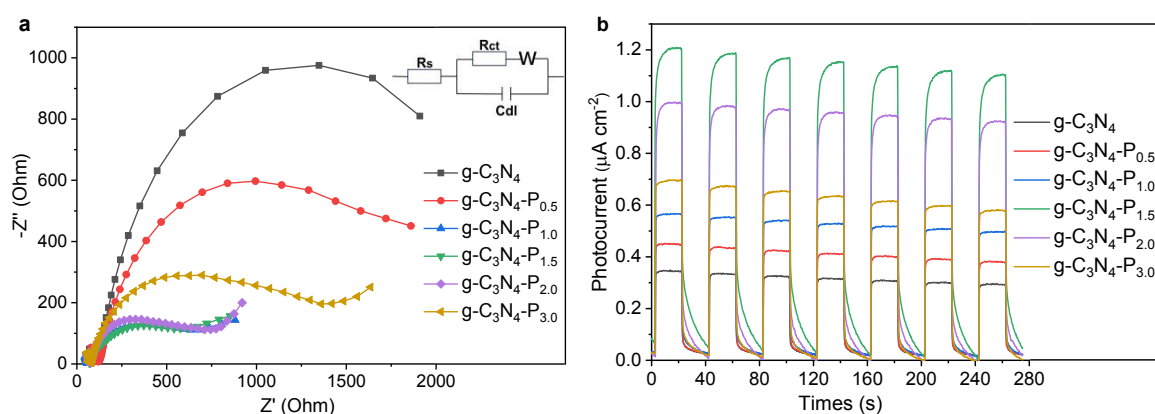 a
1000
800
600
400
200
0
0
500
1000
1500
2000
-Z'' (Ohm)
Z' (Ohm)
Rs
Rct
W
Cdl
g-C₃N₄
g-C₃N₄-P₀.₅
g-C₃N₄-P₁.₀
g-C₃N₄-P₁.₅
g-C₃N₄-P₂.₀
g-C₃N₄-P₃.₀
b
1.2
1.0
0.8
0.6
0.4
0.2
0.0
0
40
80
120
160
200
240
280
Photocurrent (μA cm⁻²)
Times (s)
g-C₃N₄
g-C₃N₄-P₀.₅
g-C₃N₄-P₁.₀
g-C₃N₄-P₁.₅
g-C₃N₄-P₂.₀
g-C₃N₄-P₃.₀